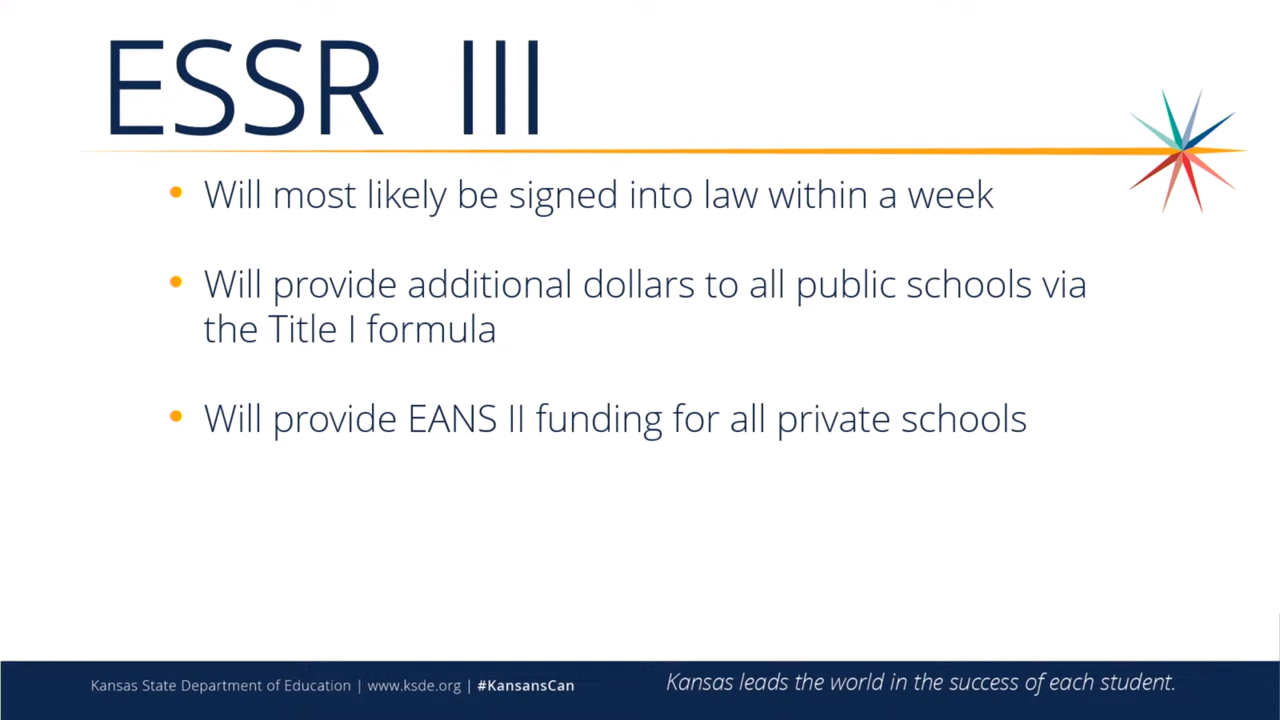 ESSR III
• Will most likely be signed into law within a week
• Will provide additional dollars to all public schools via
the Title I formula
• Will provide EANS II funding for all private schools
Kansas State Department of Education | www.ksde.org | #KansansCan
Kansas leads the world in the success of each student.